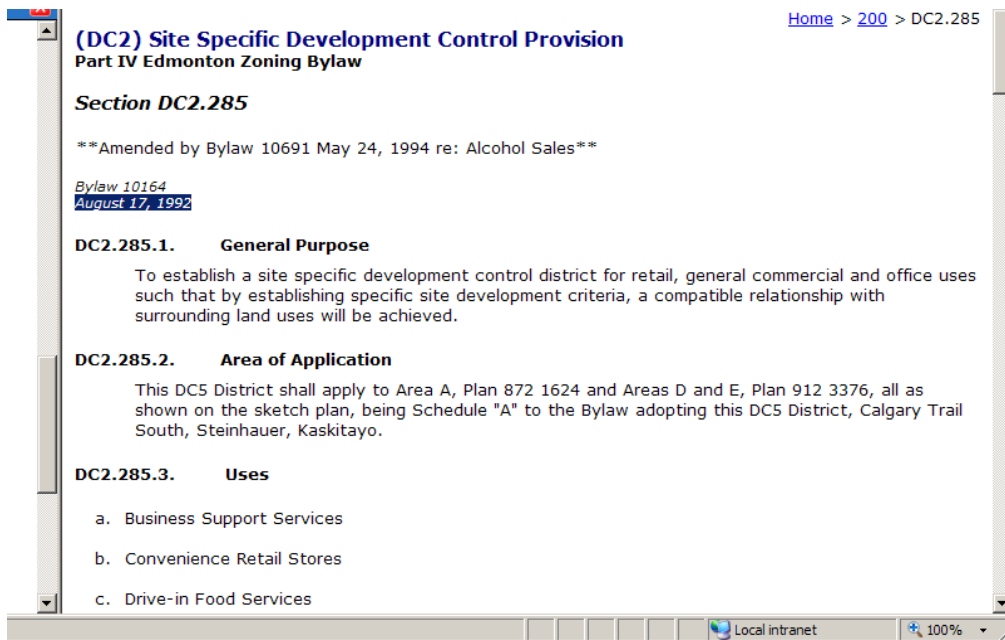 Home > 200 > DC2.285
(DC2) Site Specific Development Control Provision
Part IV Edmonton Zoning Bylaw
Section DC2.285
**Amended by Bylaw 10691 May 24, 1994 re: Alcohol Sales**
Bylaw 10164
August 17, 1992
DC2.285.1. General Purpose
To establish a site specific development control district for retail, general commercial and office uses
such that by establishing specific site development criteria, a compatible relationship with
surrounding land uses will be achieved.
DC2.285.2. Area of Application
This DC5 District shall apply to Area A, Plan 872 1624 and Areas D and E, Plan 912 3376, all as
shown on the sketch plan, being Schedule "A" to the Bylaw adopting this DC5 District, Calgary Trail
South, Steinhauer, Kaskitayo.
DC2.285.3. Uses
a. Business Support Services
b. Convenience Retail Stores
c. Drive-in Food Services
Local intranet
100%